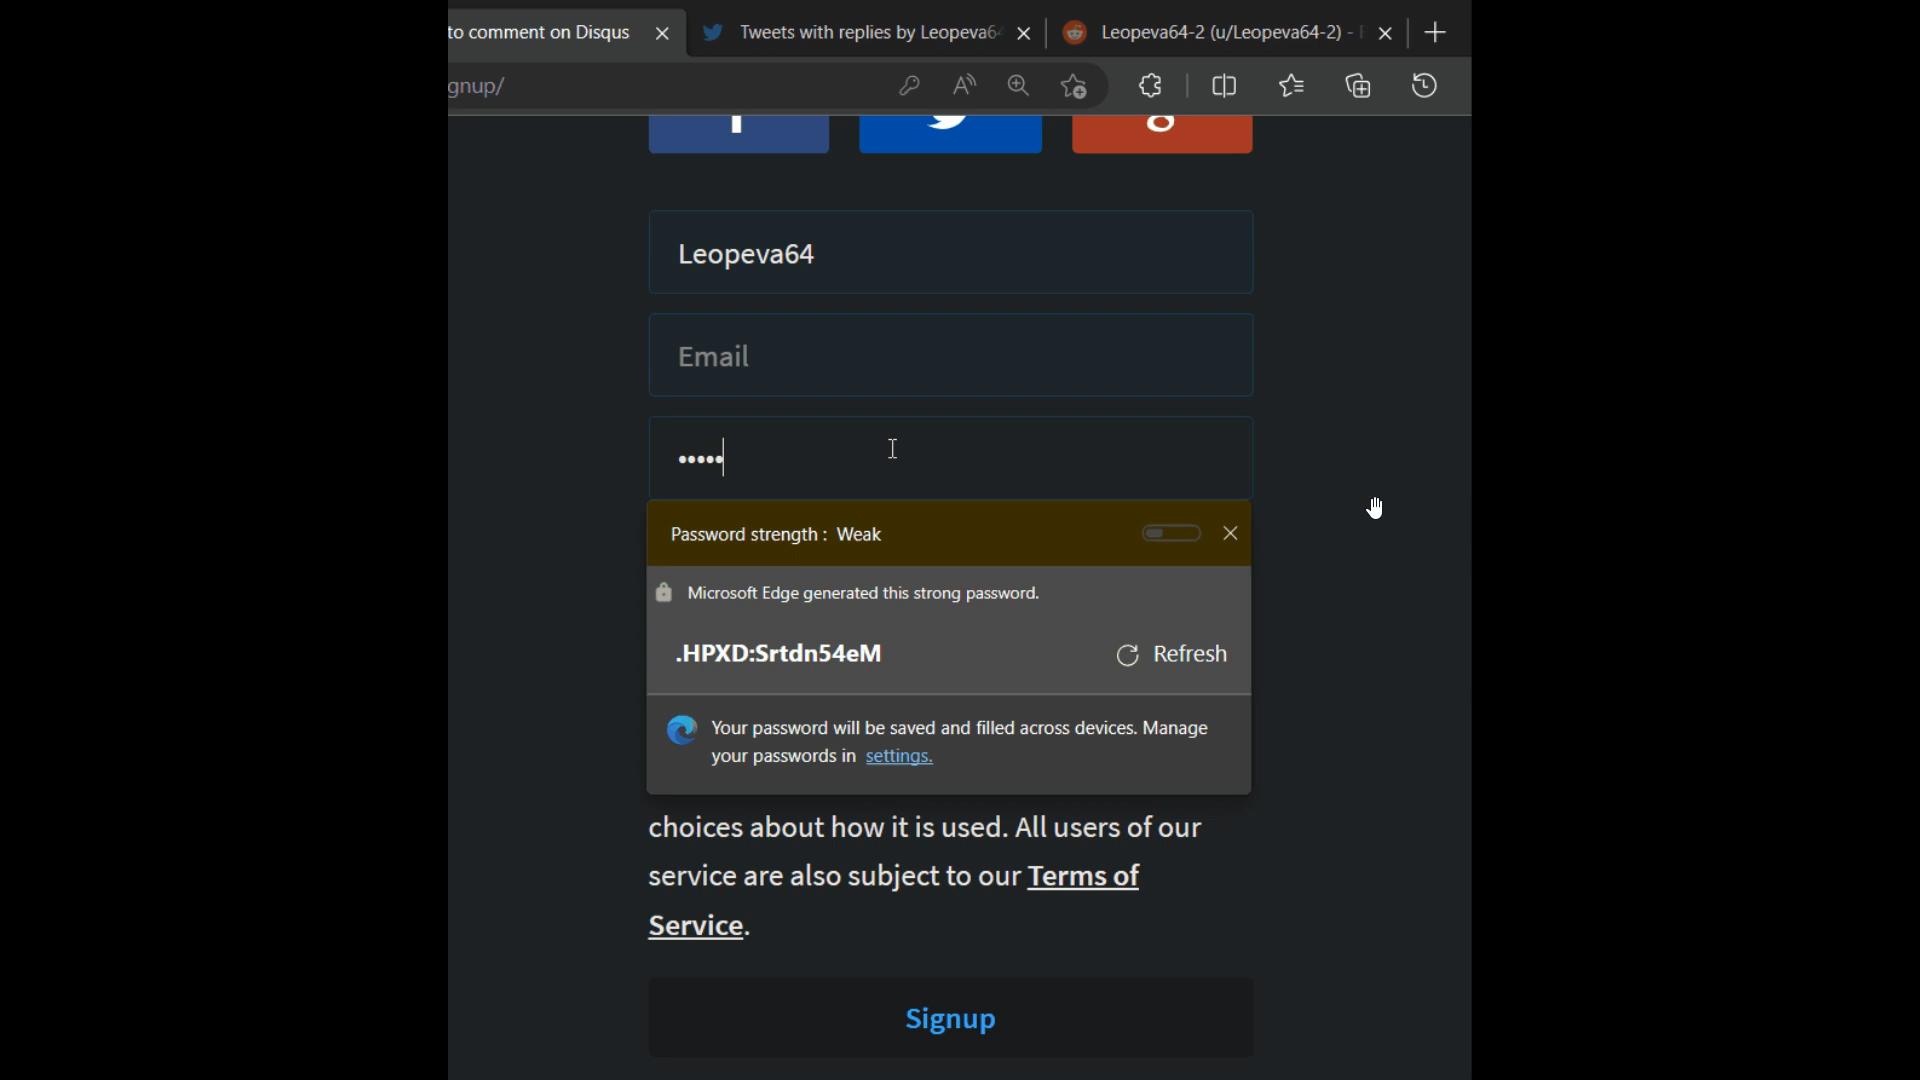 to comment on Disqus
Tweets with replies by Leopeva64
Leopeva64-2 (u/Leopeva64-2) -
gnup/
Leopeva64
Email
•••••
Password strength : Weak
Microsoft Edge generated this strong password.
.HPXD:Srtdn54eM
Refresh
Your password will be saved and filled across devices. Manage
your passwords in settings.
choices about how it is used. All users of our
service are also subject to our Terms of
Service.
Signup